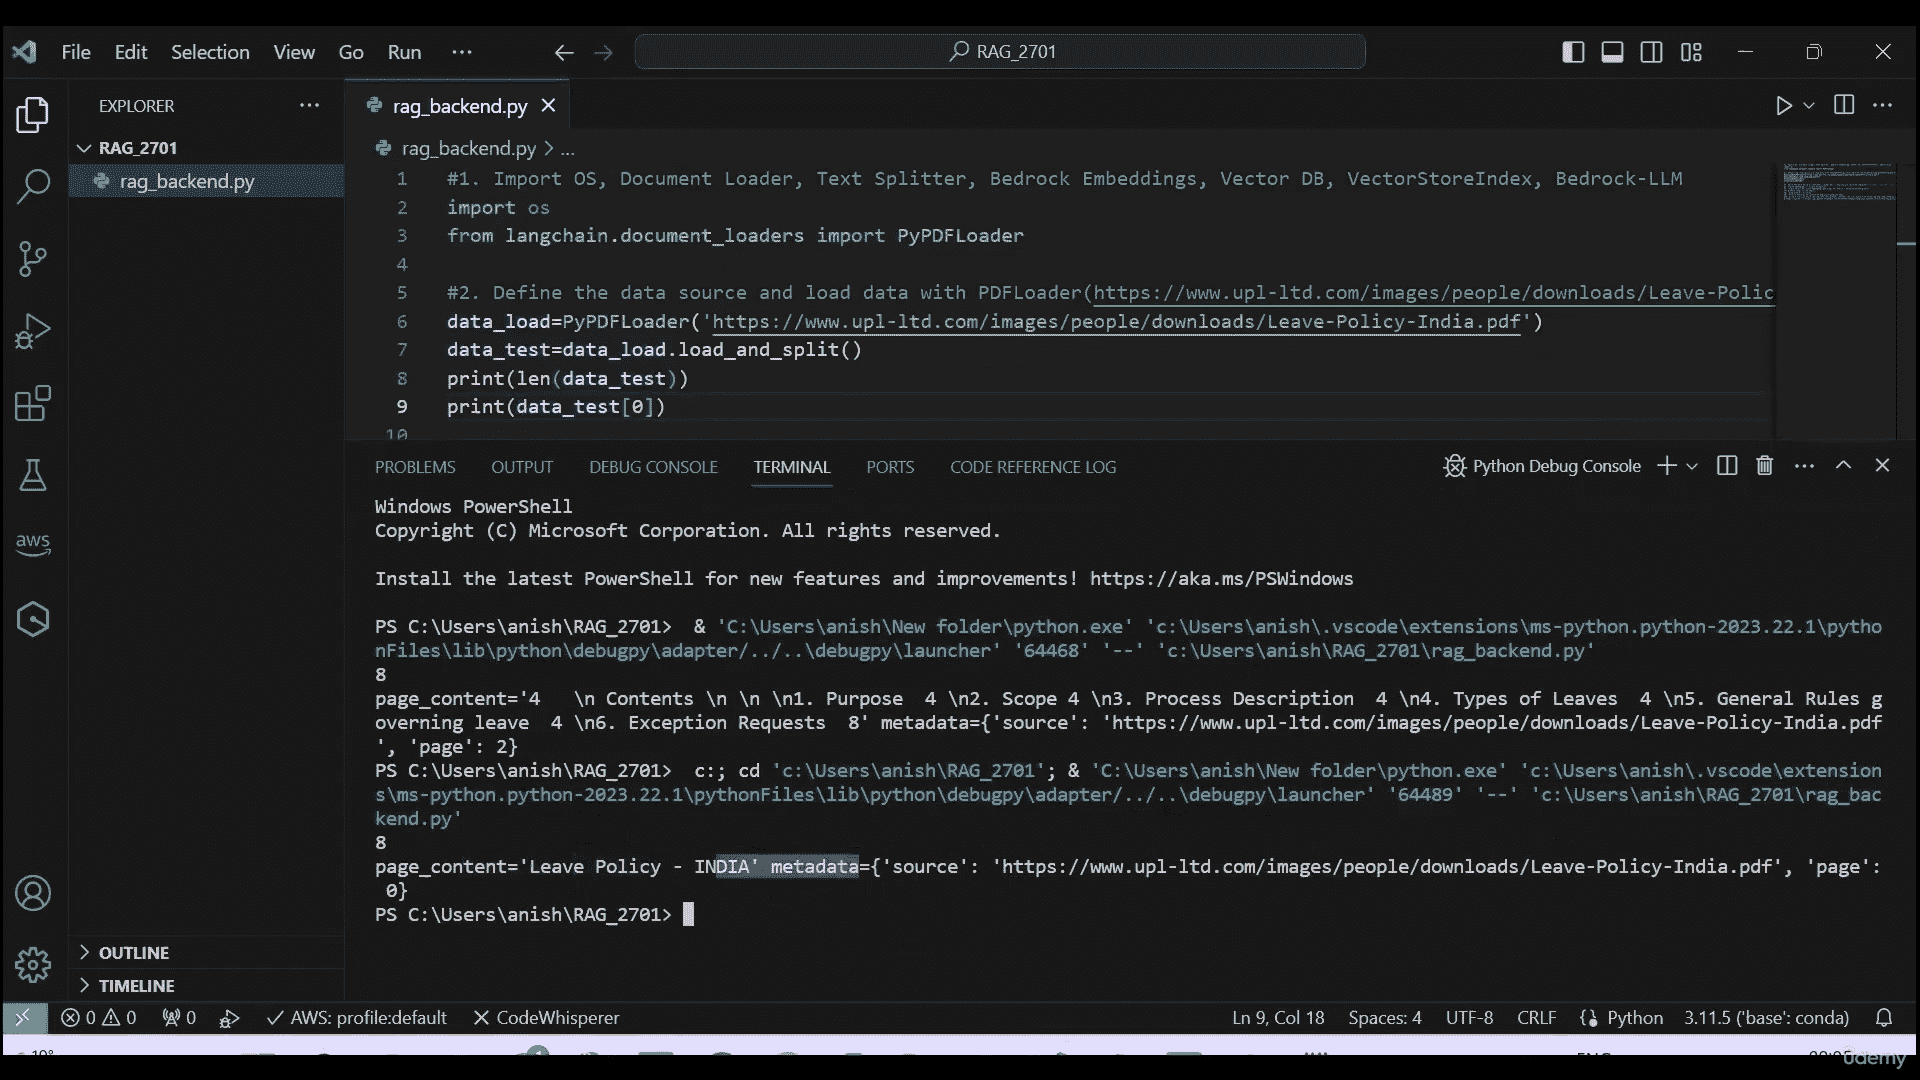 File Edit Selection View Go Run ··· RAG_2701
EXPLORER ···
RAG_2701
rag_backend.py
OUTLINE
TIMELINE
aws
rag_backend.py
rag_backend.py > ...
1 #1. Import OS, Document Loader, Text Splitter, Bedrock Embeddings, Vector DB, VectorStoreIndex, Bedrock-LLM
2 import os
3 from langchain.document_loaders import PyPDFLoader
4
5 #2. Define the data source and load data with PDFLoader(https://www.upl-ltd.com/images/people/downloads/Leave-Polic
6 data_load=PyPDFLoader('https://www.upl-ltd.com/images/people/downloads/Leave-Policy-India.pdf')
7 data_test=data_load.load_and_split()
8 print(len(data_test))
9 print(data_test[0])
10
PROBLEMS OUTPUT DEBUG CONSOLE TERMINAL PORTS CODE REFERENCE LOG Python Debug Console
Windows PowerShell
Copyright (C) Microsoft Corporation. All rights reserved.
Install the latest PowerShell for new features and improvements! https://aka.ms/PSWindows
PS C:\Users\anish\RAG_2701>  & 'C:\Users\anish\New folder\python.exe' 'c:\Users\anish\.vscode\extensions\ms-python.python-2023.22.1\pytho
nFiles\lib\python\debugpy\adapter/../..\debugpy\launcher' '64468' '--' 'c:\Users\anish\RAG_2701\rag_backend.py'
8
page_content='4   \n Contents \n \n \n1. Purpose  4 \n2. Scope 4 \n3. Process Description  4 \n4. Types of Leaves  4 \n5. General Rules g
overning leave  4 \n6. Exception Requests  8' metadata={'source': 'https://www.upl-ltd.com/images/people/downloads/Leave-Policy-India.pdf
', 'page': 2}
PS C:\Users\anish\RAG_2701>  c:; cd 'c:\Users\anish\RAG_2701'; & 'C:\Users\anish\New folder\python.exe' 'c:\Users\anish\.vscode\extension
s\ms-python.python-2023.22.1\pythonFiles\lib\python\debugpy\adapter/../..\debugpy\launcher' '64489' '--' 'c:\Users\anish\RAG_2701\rag_bac
kend.py'
8
page_content='Leave Policy - INDIA' metadata={'source': 'https://www.upl-ltd.com/images/people/downloads/Leave-Policy-India.pdf', 'page':
 0}
PS C:\Users\anish\RAG_2701>
0 0 0 AWS: profile:default CodeWhisperer Ln 9, Col 18 Spaces: 4 UTF-8 CRLF Python 3.11.5 ('base': conda)
udemy